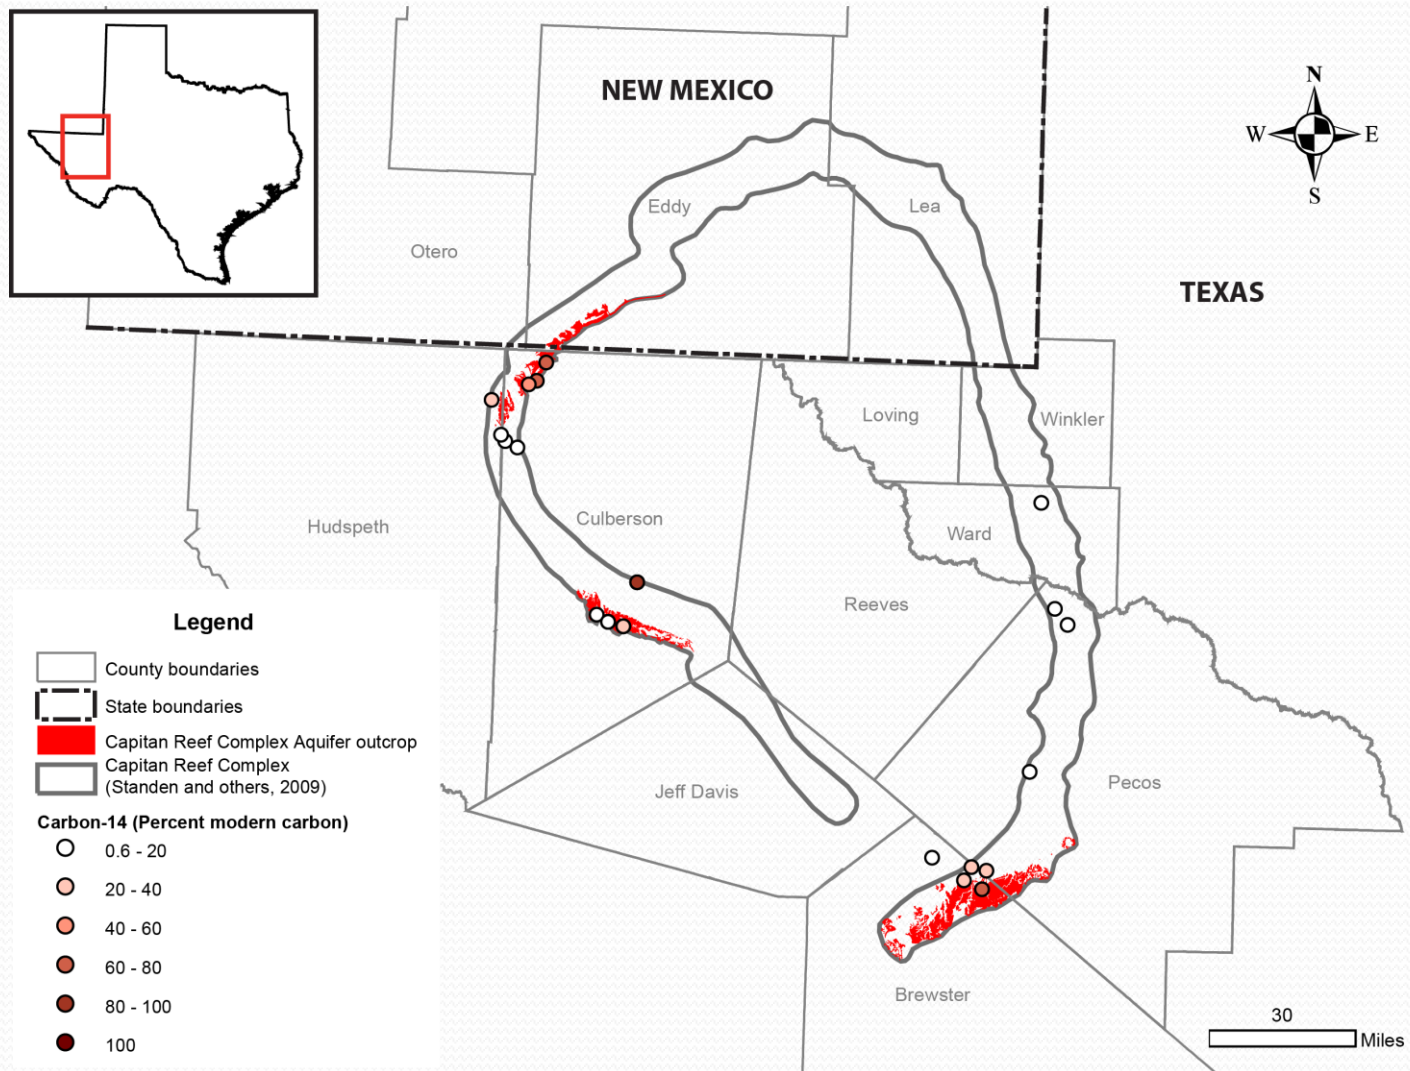 NEW MEXICO
N
W
E
S
Eddy
Lea
Otero
TEXAS
Loving
Winkler
Hudspeth
Culberson
Ward
Reeves
Legend
County boundaries
State boundaries
Capitan Reef Complex Aquifer outcrop
Capitan Reef Complex
(Standen and others, 2009)
Carbon-14 (Percent modern carbon)
0.6 - 20
20 - 40
40 - 60
60 - 80
80 - 100
100
Jeff Davis
Pecos
Brewster
30
Miles